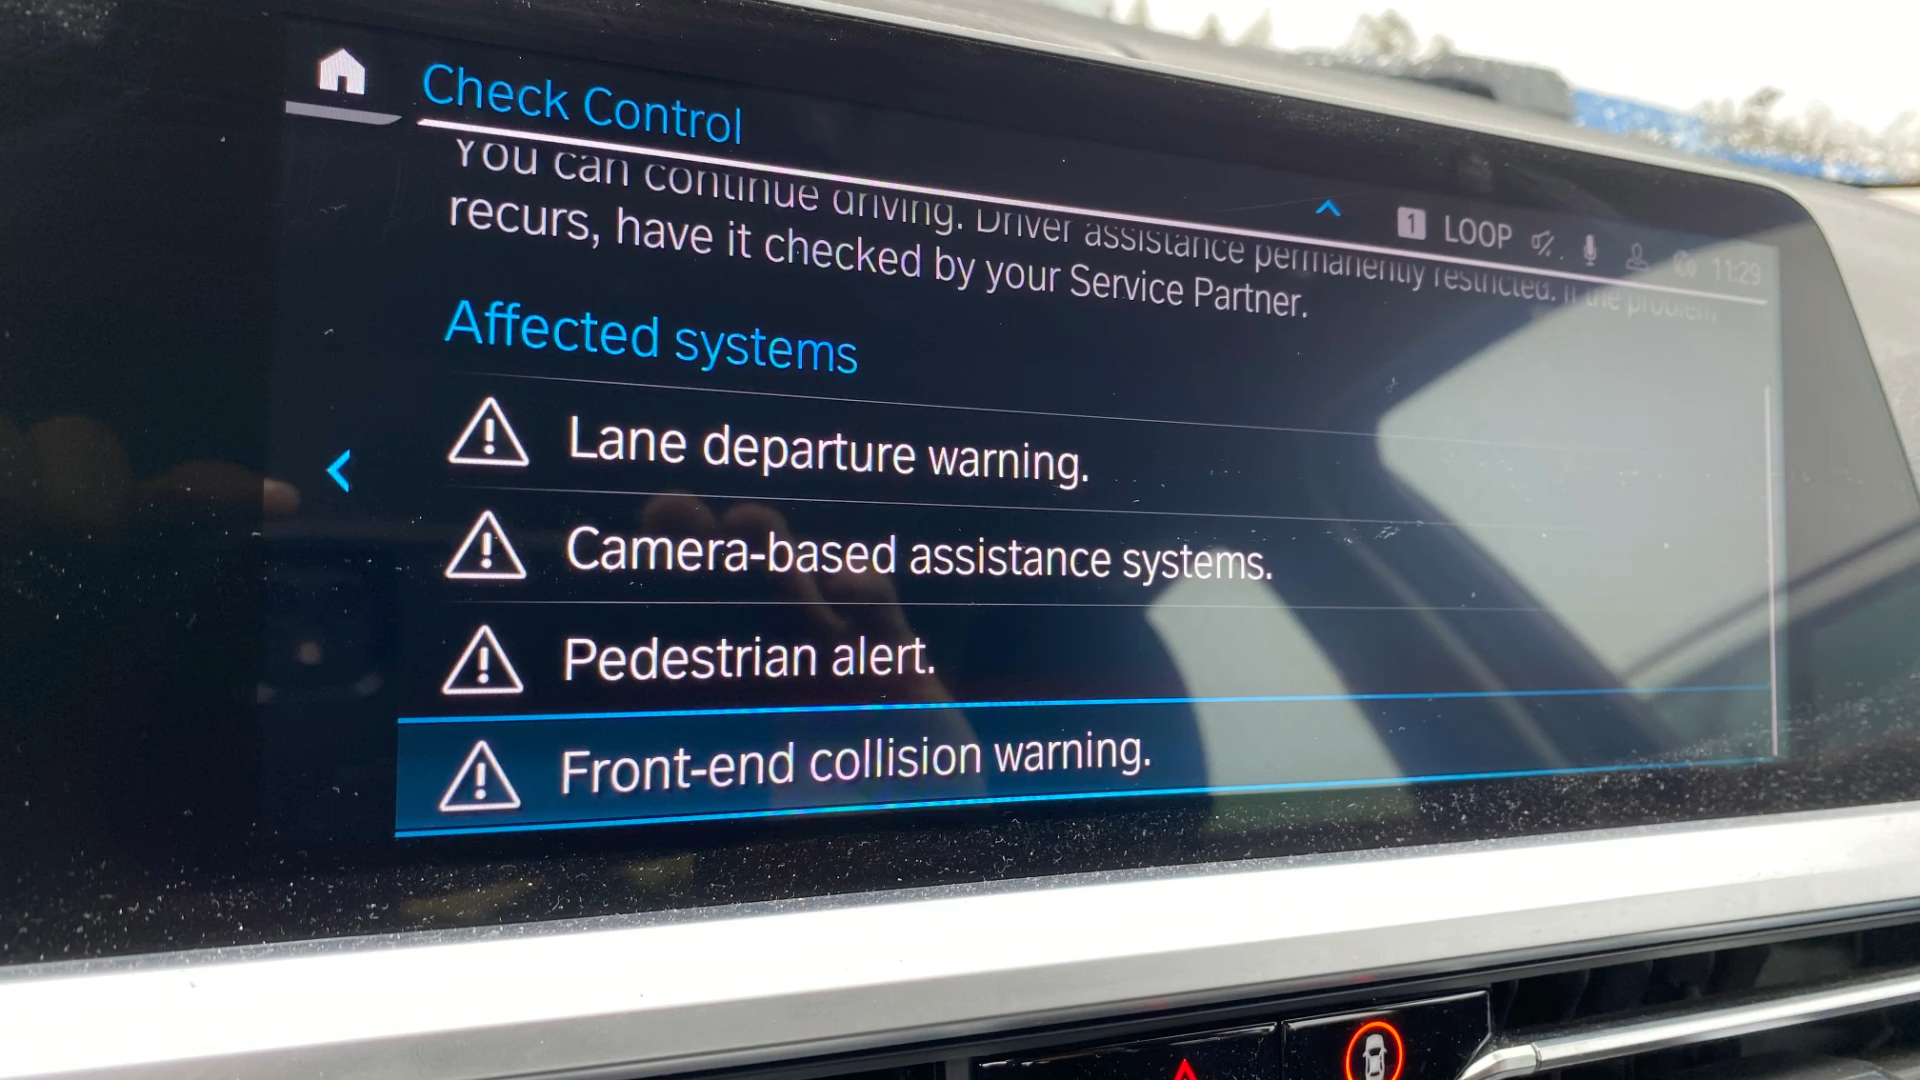 Check Control
1 LOOP 11:29
You can continue driving. Driver assistance permanently restricted. If the problem
recurs, have it checked by your Service Partner.
Affected systems
Lane departure warning.
Camera-based assistance systems.
Pedestrian alert.
Front-end collision warning.